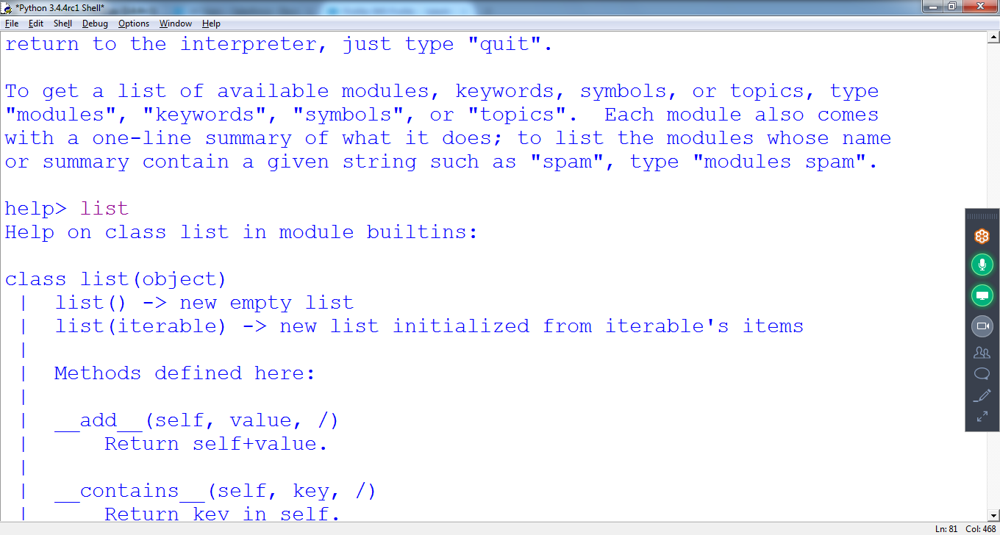 *Python 3.4.4rc1 Shell*
File Edit Shell Debug Options Window Help
return to the interpreter, just type "quit".
To get a list of available modules, keywords, symbols, or topics, type
"modules", "keywords", "symbols", or "topics".  Each module also comes
with a one-line summary of what it does; to list the modules whose name
or summary contain a given string such as "spam", type "modules spam".
help> list
Help on class list in module builtins:
class list(object)
 |  list() -> new empty list
 |  list(iterable) -> new list initialized from iterable's items
 |
 |  Methods defined here:
 |
 |  __add__(self, value, /)
 |      Return self+value.
 |
 |  __contains__(self, key, /)
 |      Return key in self.
Ln: 81 Col: 468